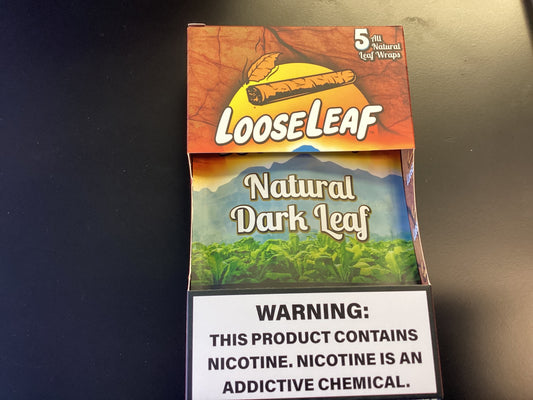 5 All
Natural
Leaf Wraps
LOOSELEAF
Natural
Dark Leaf
WARNING:
THIS PRODUCT CONTAINS
NICOTINE. NICOTINE IS AN
ADDICTIVE CHEMICAL.